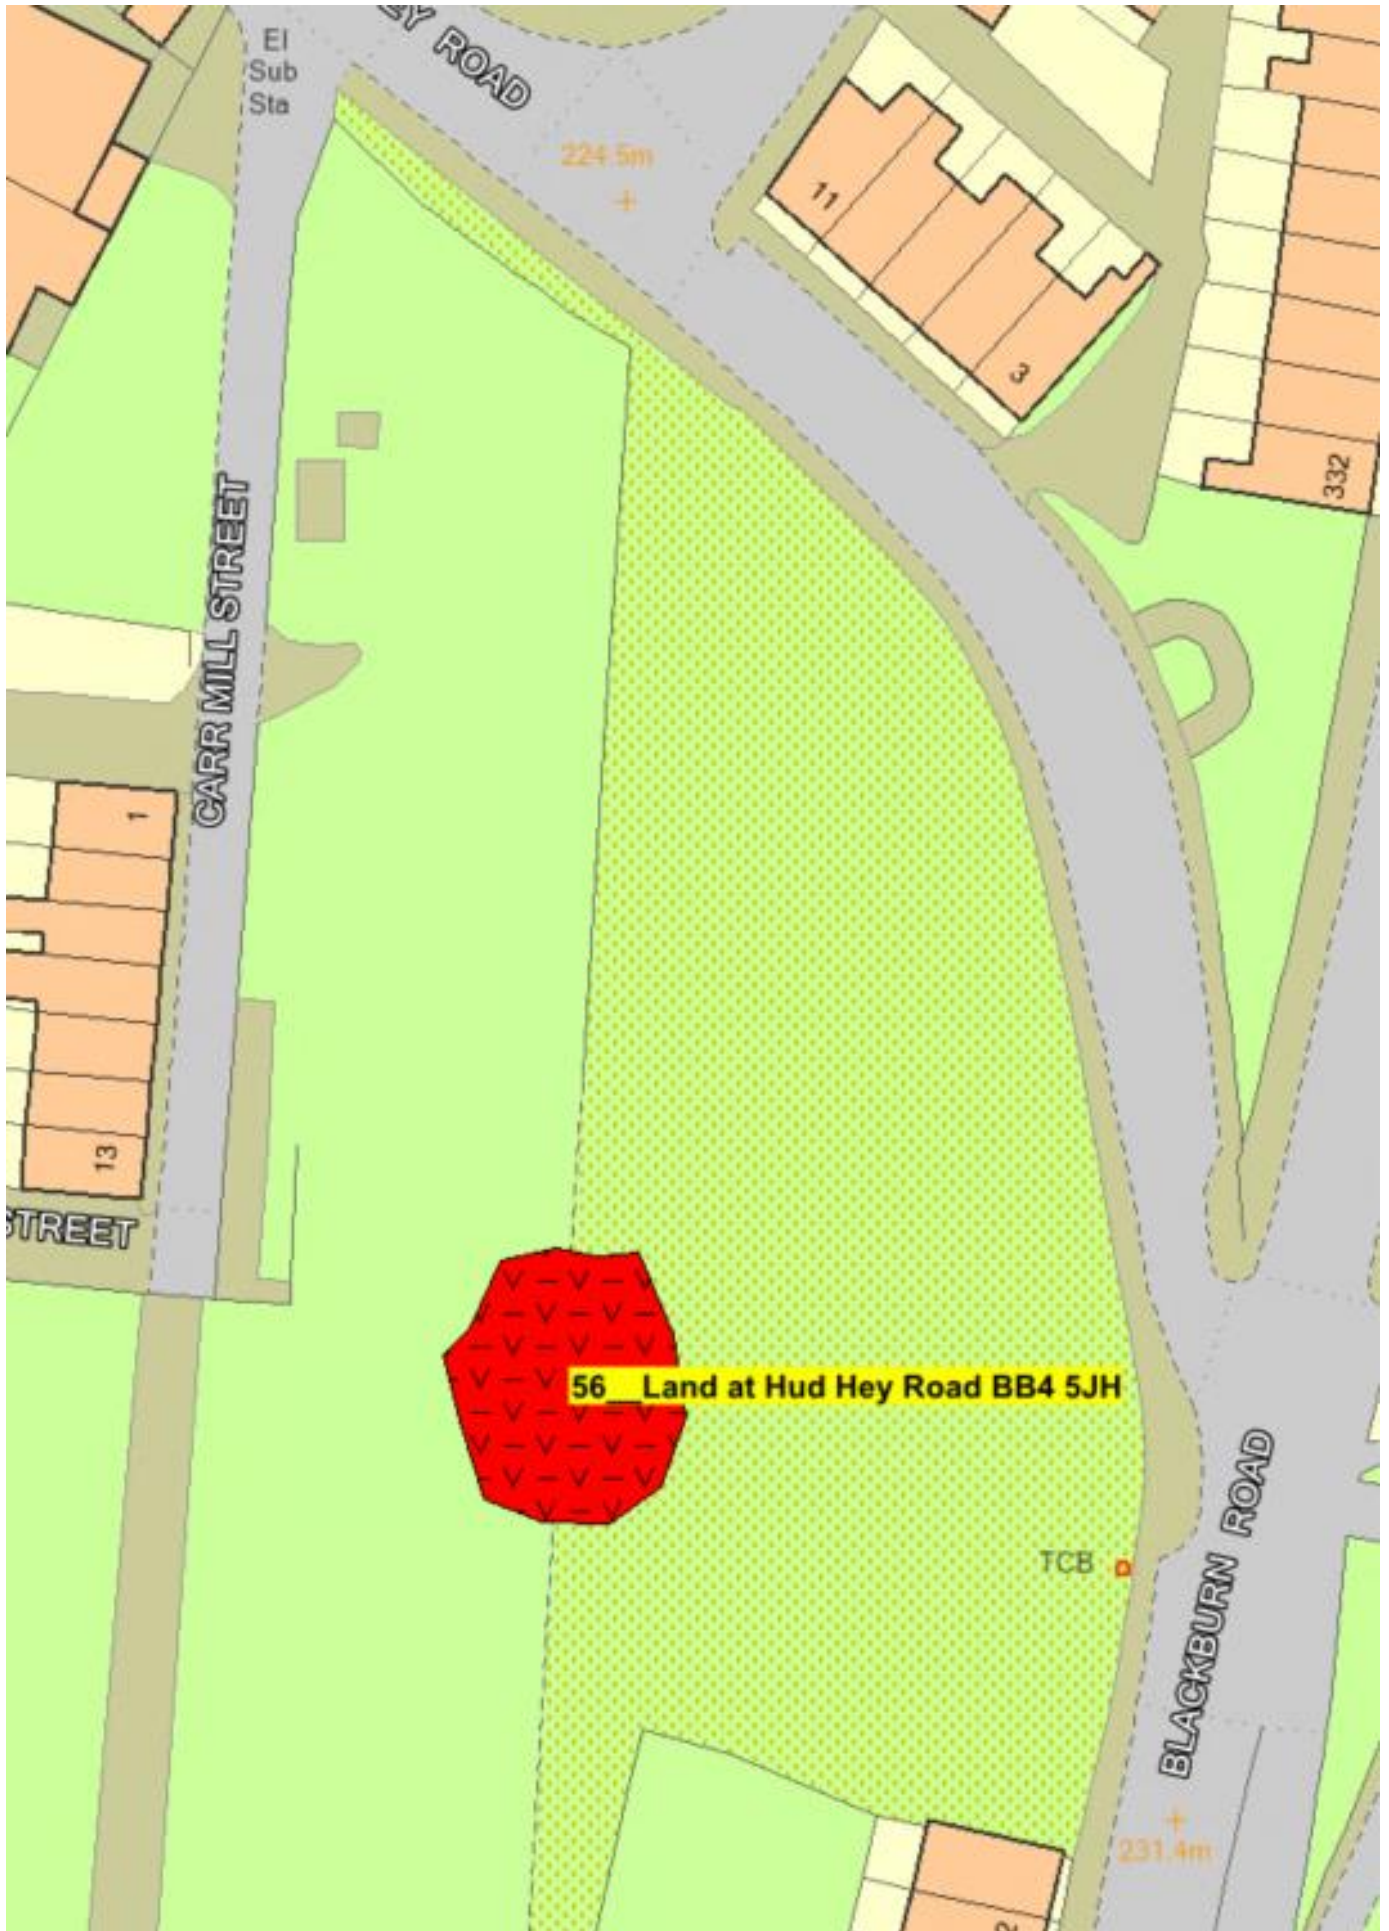 EY ROAD
El
Sub
Sta
224.5m
11
3
332
CARR MILL STREET
1
13
STREET
56__Land at Hud Hey Road BB4 5JH
TCB
BLACKBURN ROAD
231.4m
2